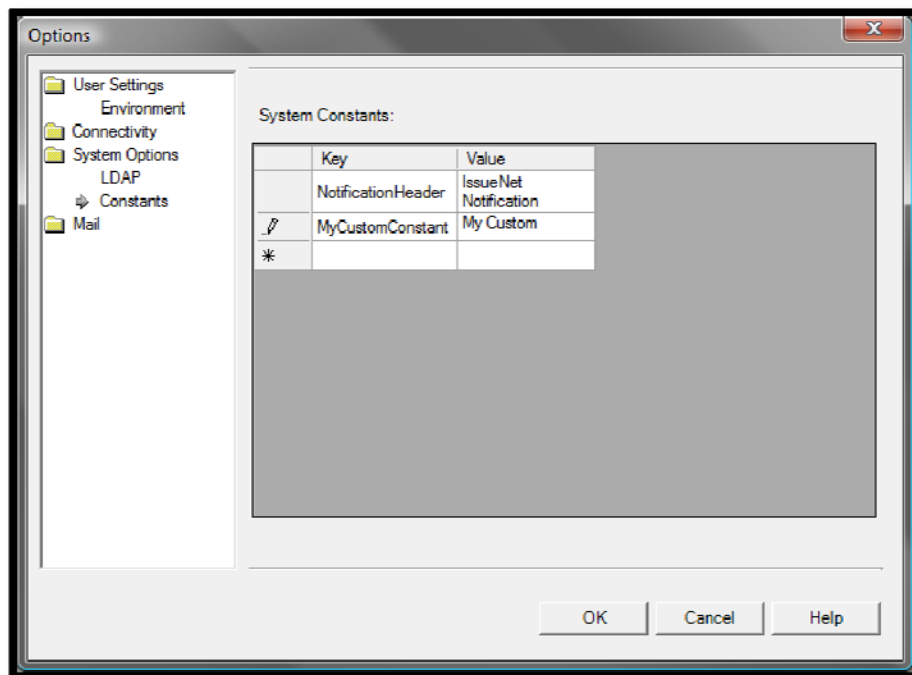 Options
User Settings
Environment
Connectivity
System Options
LDAP
Constants
Mail
System Constants:
Key Value
NotificationHeader IssueNet
Notification
MyCustomConstant My Custom
*
OK Cancel Help